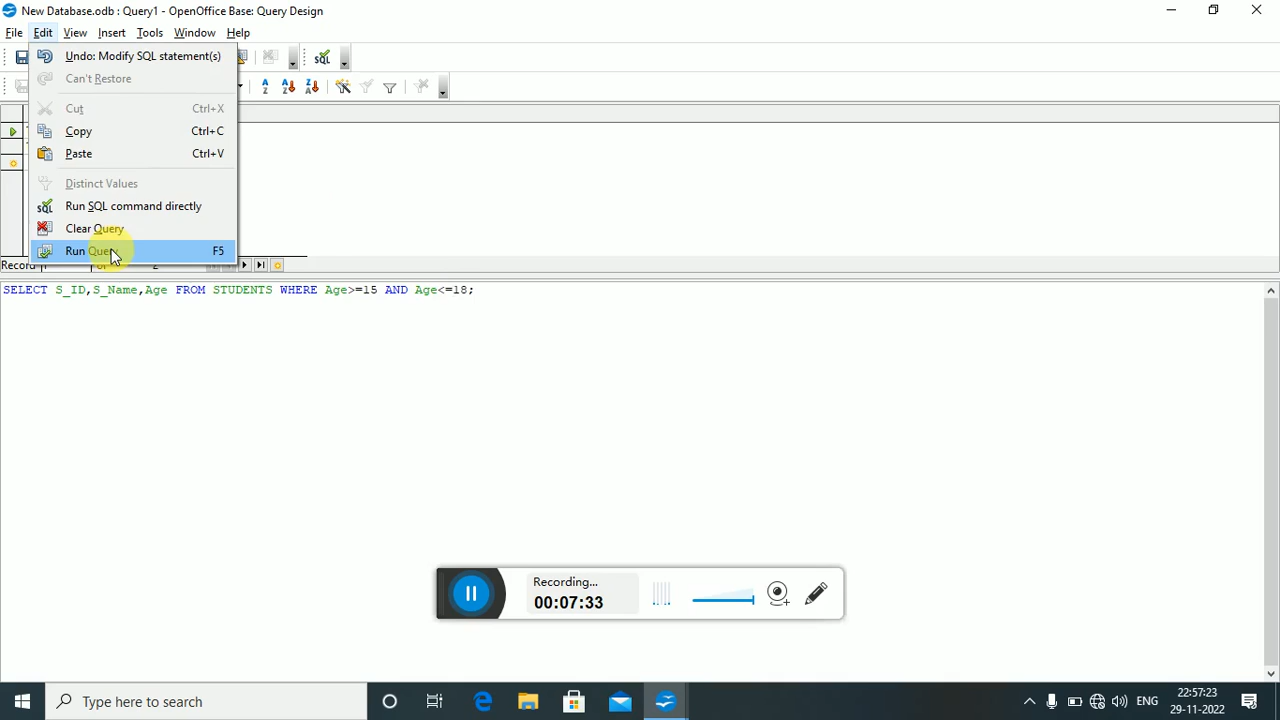 New Database.odb : Query1 - OpenOffice Base: Query Design
File Edit View Insert Tools Window Help
Undo: Modify SQL statement(s)
Can't Restore
Cut Ctrl+X
Copy Ctrl+C
Paste Ctrl+V
Distinct Values
Run SQL command directly
Clear Query
Run Query F5
SQL
Record
SELECT S_ID,S_Name,Age FROM STUDENTS WHERE Age>=15 AND Age<=18;
Recording...
00:07:33
Type here to search
ENG
22:57:23
29-11-2022